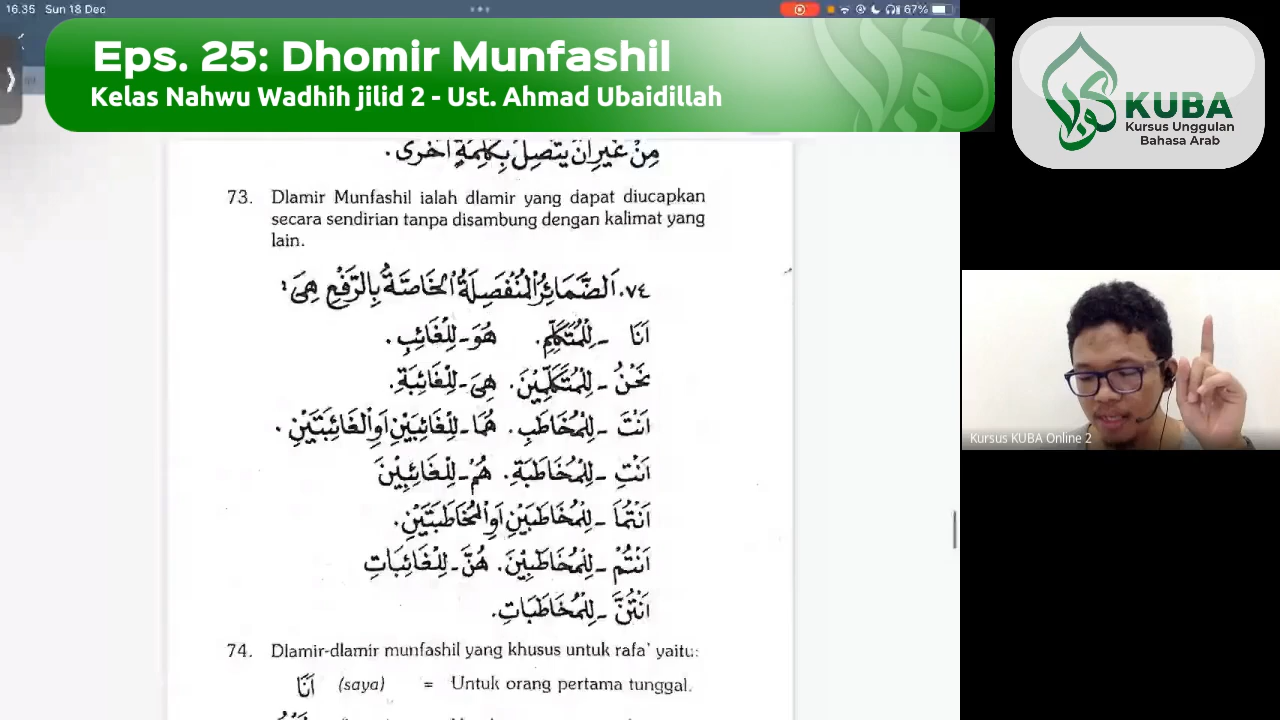 16.35 Sun 18 Dec
67%
Eps. 25: Dhomir Munfashil
Kelas Nahwu Wadhih jilid 2 - Ust. Ahmad Ubaidillah
KUBA
Kursus Unggulan
Bahasa Arab
مِنْ غَيْرِ اَنْ يَتَّصِلَ بِكَلِمَةٍ اُخْرَى .
73. Dlamir Munfashil ialah dlamir yang dapat diucapkan
secara sendirian tanpa disambung dengan kalimat yang
lain.
٧٤. اَلضَّمَائِرُ الْمُنْفَصِلَةُ الْخَاصَّةُ بِالرَّفْعِ هِيَ :
اَنَا - لِلْمُتَكَلِّمِ. هُوَ - لِلْغَائِبِ .
نَحْنُ - لِلْمُتَكَلِّمِيْنَ. هِيَ - لِلْغَائِبَةِ.
اَنْتَ - لِلْمُخَاطَبِ. هُمَا - لِلْغَائِبَيْنِ اَوِ الْغَائِبَتَيْنِ .
اَنْتِ - لِلْمُخَاطَبَةِ. هُمْ - لِلْغَائِبِيْنَ
اَنْتُمَا - لِلْمُخَاطَبَيْنِ اَوِ الْمُخَاطَبَتَيْنِ.
اَنْتُمْ - لِلْمُخَاطَبِيْنَ. هُنَّ - لِلْغَائِبَاتِ
اَنْتُنَّ - لِلْمُخَاطَبَاتِ.
74. Dlamir-dlamir munfashil yang khusus untuk rafa' yaitu:
اَنَا (saya) = Untuk orang pertama tunggal.
Kursus KUBA Online 2